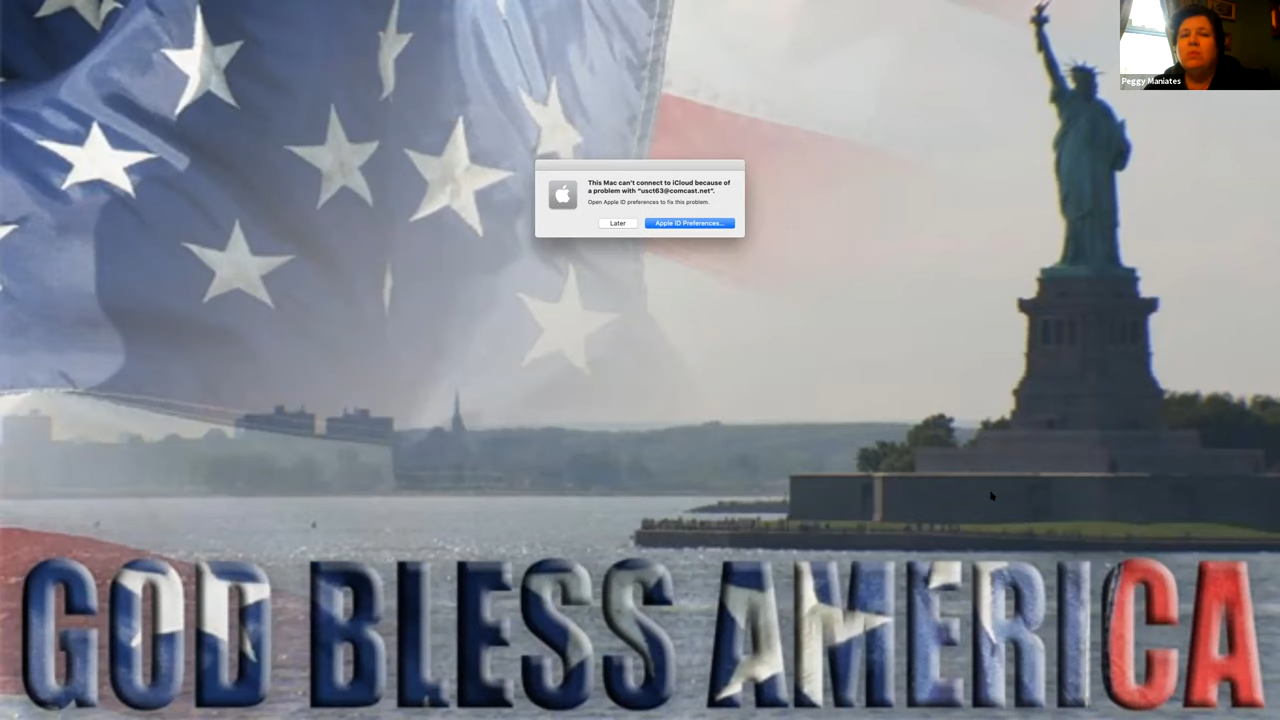 Peggy Maniates
This Mac can't connect to iCloud because of
a problem with "usct63@comcast.net".
Open Apple ID preferences to fix this problem.
Later
Apple ID Preferences...
GOD BLESS AMERICA